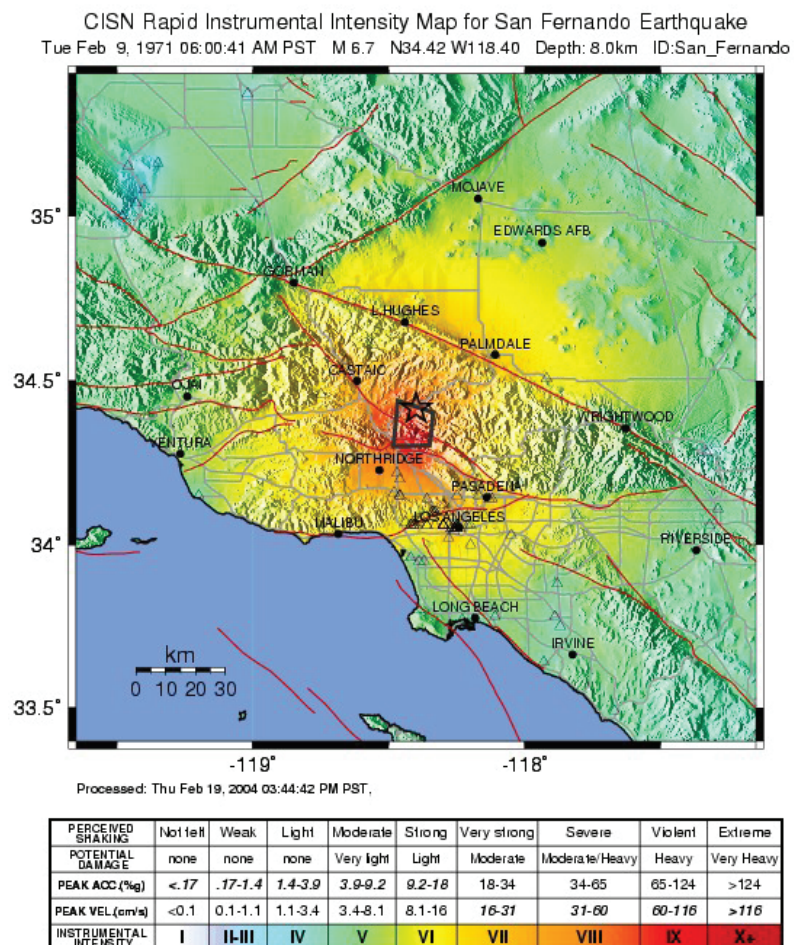 CISN Rapid Instrumental Intensity Map for San Fernando Earthquake
Tue Feb 9, 1971 06:00:41 AM PST M 6.7 N34.42 W118.40 Depth: 8.0km ID:San_Fernando
MOJAVE
35°
EDWARDS AFB
GORMAN
L.HUGHES
PALMDALE
34.5°
CASTAIC
OJAI
WRIGHTWOOD
VENTURA
NORTHRIDGE
PASADENA
LOS ANGELES
MALIBU
34°
RIVERSIDE
LONG BEACH
IRVINE
km
0 10 20 30
33.5°
-119° -118°
Processed: Thu Feb 19, 2004 03:44:42 PM PST,
PERCEIVED SHAKING Not felt Weak Light Moderate Strong Very strong Severe Violent Extreme
POTENTIAL DAMAGE none none none Very light Light Moderate Moderate/Heavy Heavy Very Heavy
PEAK ACC.(%g) <.17 .17-1.4 1.4-3.9 3.9-9.2 9.2-18 18-34 34-65 65-124 >124
PEAK VEL.(cm/s) <0.1 0.1-1.1 1.1-3.4 3.4-8.1 8.1-16 16-31 31-60 60-116 >116
INSTRUMENTAL INTENSITY I II-III IV V VI VII VIII IX X+